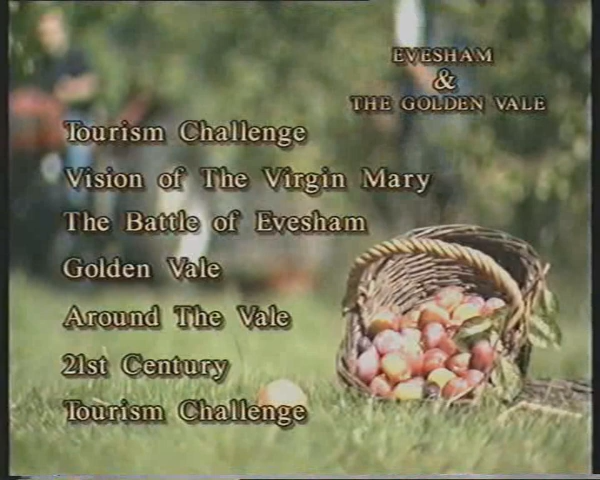 EVESHAM
&
THE GOLDEN VALE
Tourism Challenge
Vision of The Virgin Mary
The Battle of Evesham
Golden Vale
Around The Vale
21st Century
Tourism Challenge